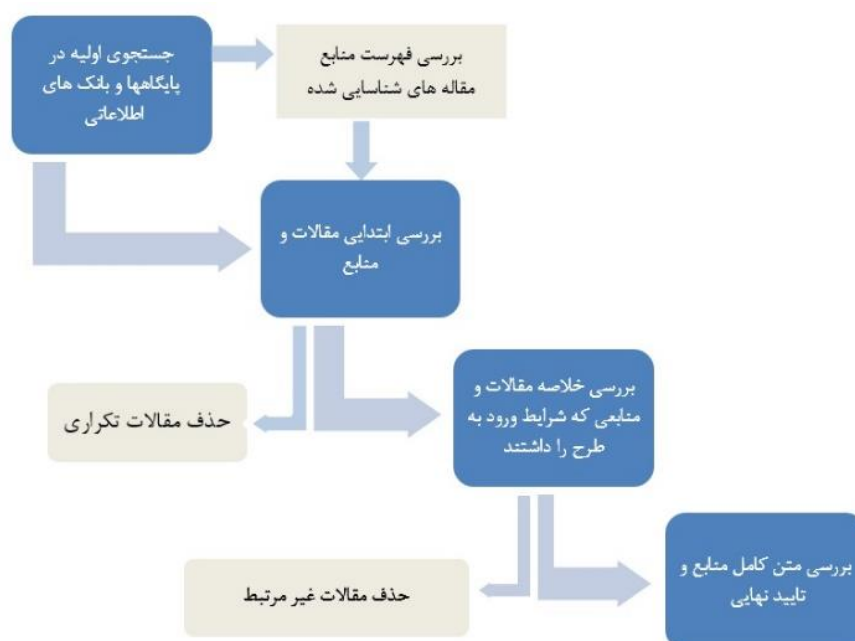 جستجوی اولیه در
پایگاهها و بانک های
اطلاعاتی
بررسی فهرست منابع
مقاله های شناسایی شده
بررسی ابتدایی مقالات و
منابع
حذف مقالات تکراری
بررسی خلاصه مقالات و
منابعی که شرایط ورود به
طرح را داشتند
حذف مقالات غیر مرتبط
بررسی متن کامل منابع و
تایید نهایی